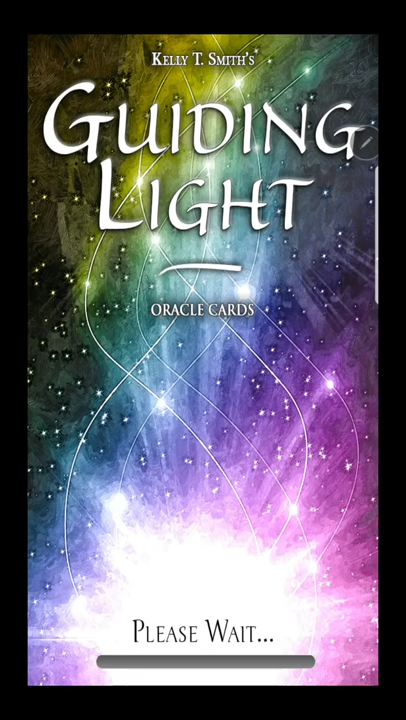 Kelly T. Smith's
Guiding
Light
ORACLE CARDS
Please Wait...